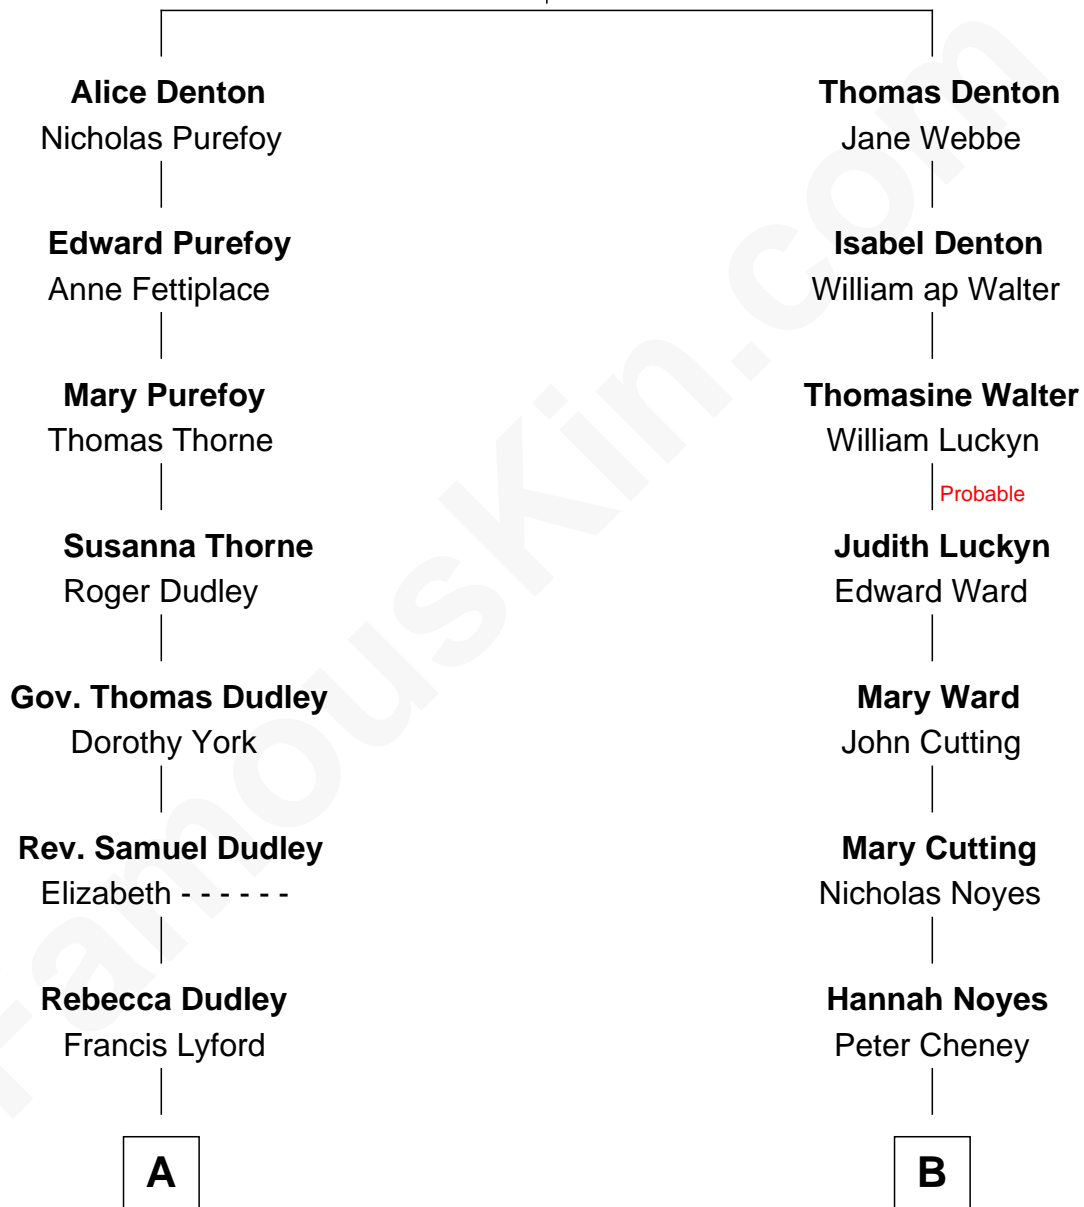 Alice Denton
Nicholas Purefoy
Edward Purefoy
Anne Fettiplace
Mary Purefoy
Thomas Thorne
Susanna Thorne
Roger Dudley
Gov. Thomas Dudley
Dorothy York
Rev. Samuel Dudley
Elizabeth - - - - - -
Rebecca Dudley
Francis Lyford
A
Thomas Denton
Jane Webbe
Isabel Denton
William ap Walter
Thomasine Walter
William Luckyn
Probable
Judith Luckyn
Edward Ward
Mary Ward
John Cutting
Mary Cutting
Nicholas Noyes
Hannah Noyes
Peter Cheney
B
FamousKin.com